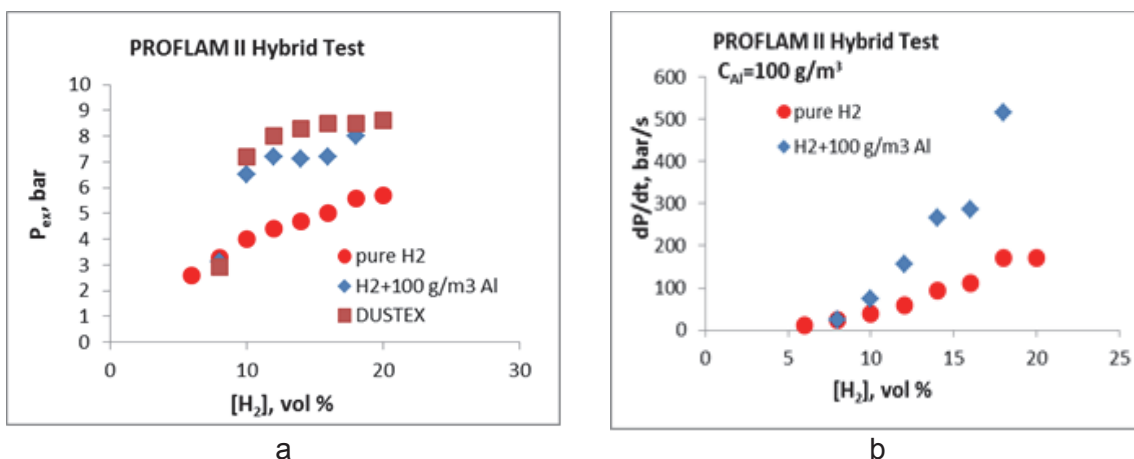 PROFLAM II Hybrid Test
10
9
8
7
6
5
4
3
2
1
0
Pex, bar
pure H2
H2+100 g/m3 Al
DUSTEX
0 10 20 30
[H₂], vol %
a
PROFLAM II Hybrid Test
CAl=100 g/m³
600
500
400
300
200
100
0
dP/dt, bar/s
pure H2
H2+100 g/m3 Al
0 5 10 15 20 25
[H₂], vol %
b